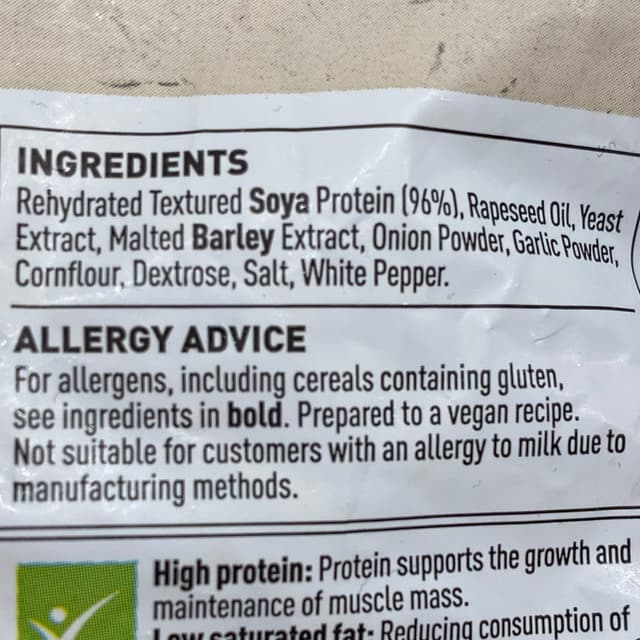 INGREDIENTS
Rehydrated Textured Soya Protein (96%), Rapeseed Oil, Yeast
Extract, Malted Barley Extract, Onion Powder, Garlic Powder,
Cornflour, Dextrose, Salt, White Pepper.
ALLERGY ADVICE
For allergens, including cereals containing gluten,
see ingredients in bold. Prepared to a vegan recipe.
Not suitable for customers with an allergy to milk due to
manufacturing methods.
High protein: Protein supports the growth and
maintenance of muscle mass.
Low saturated fat: Reducing consumption of